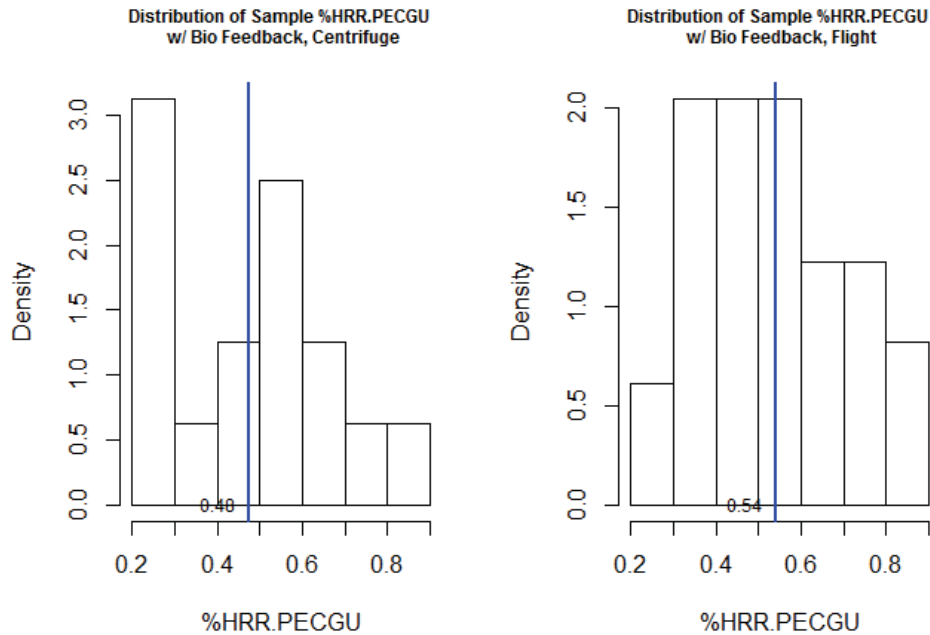 Distribution of Sample %HRR.PECGU
w/ Bio Feedback, Centrifuge
Density
3.0
2.5
2.0
1.5
1.0
0.5
0.0
0.48
0.2
0.4
0.6
0.8
%HRR.PECGU
Distribution of Sample %HRR.PECGU
w/ Bio Feedback, Flight
Density
2.0
1.5
1.0
0.5
0.0
0.54
0.2
0.4
0.6
0.8
%HRR.PECGU